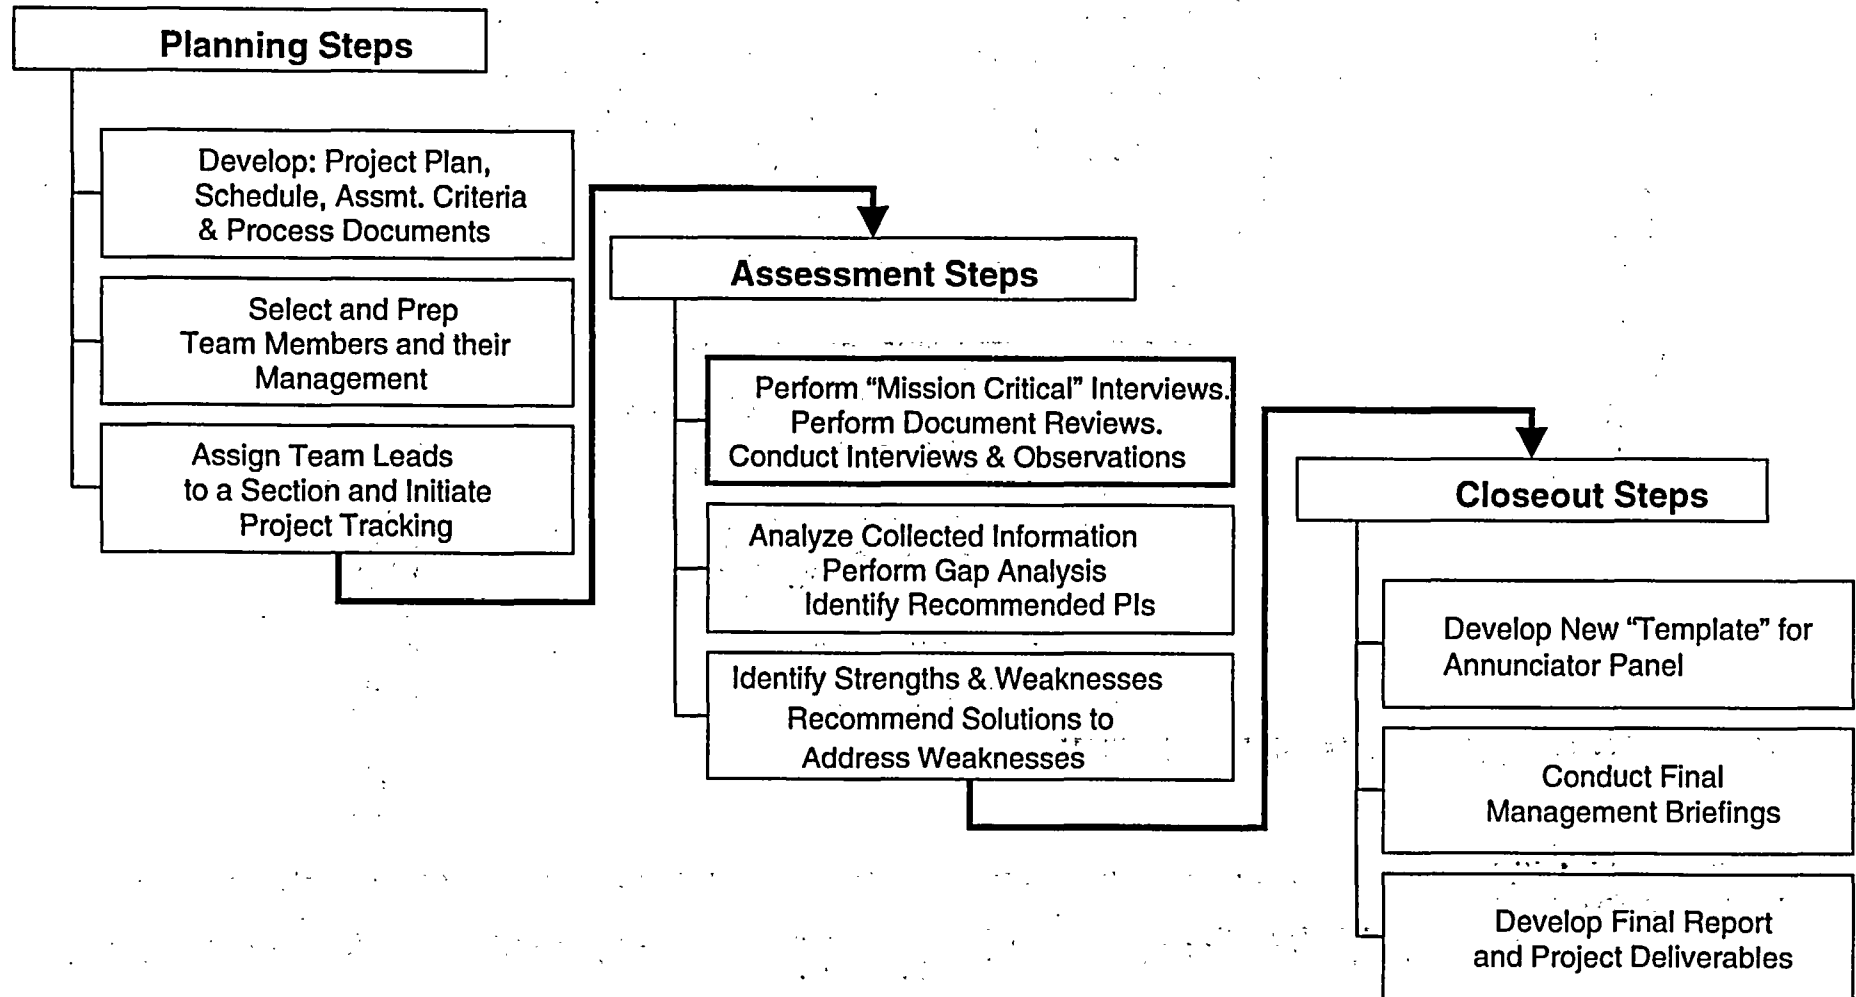 Planning Steps
Develop: Project Plan,
Schedule, Assmt. Criteria
& Process Documents
Select and Prep
Team Members and their
Management
Assign Team Leads
to a Section and Initiate
Project Tracking
Assessment Steps
Perform “Mission Critical” Interviews.
Perform Document Reviews.
Conduct Interviews & Observations
Analyze Collected Information
Perform Gap Analysis
Identify Recommended PIs
Identify Strengths & Weaknesses
Recommend Solutions to
Address Weaknesses
Closeout Steps
Develop New “Template” for
Annunciator Panel
Conduct Final
Management Briefings
Develop Final Report
and Project Deliverables